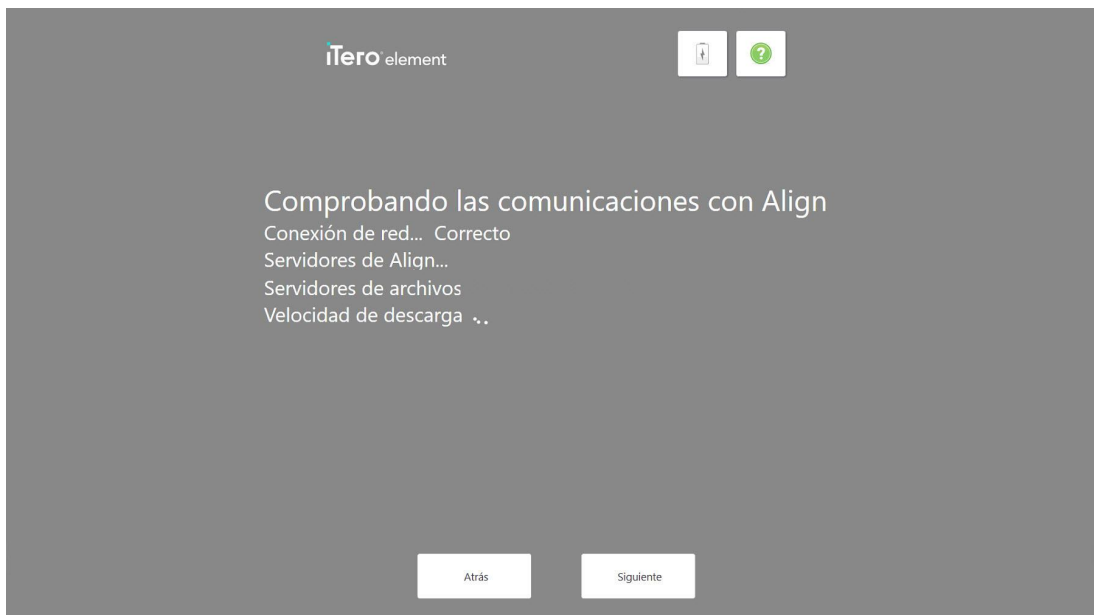 iTero element
Comprobando las comunicaciones con Align
Conexión de red... Correcto
Servidores de Align...
Servidores de archivos
Velocidad de descarga ...
Atrás
Siguiente